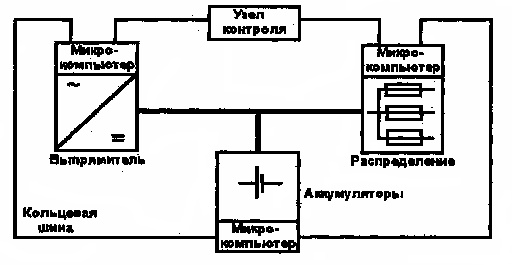 Узел
контроля
Микро-
компьютер
Микро-
компьютер
Выпрямитель
Распределение
Аккумуляторы
Кольцевая
шина
Микро-
компьютер